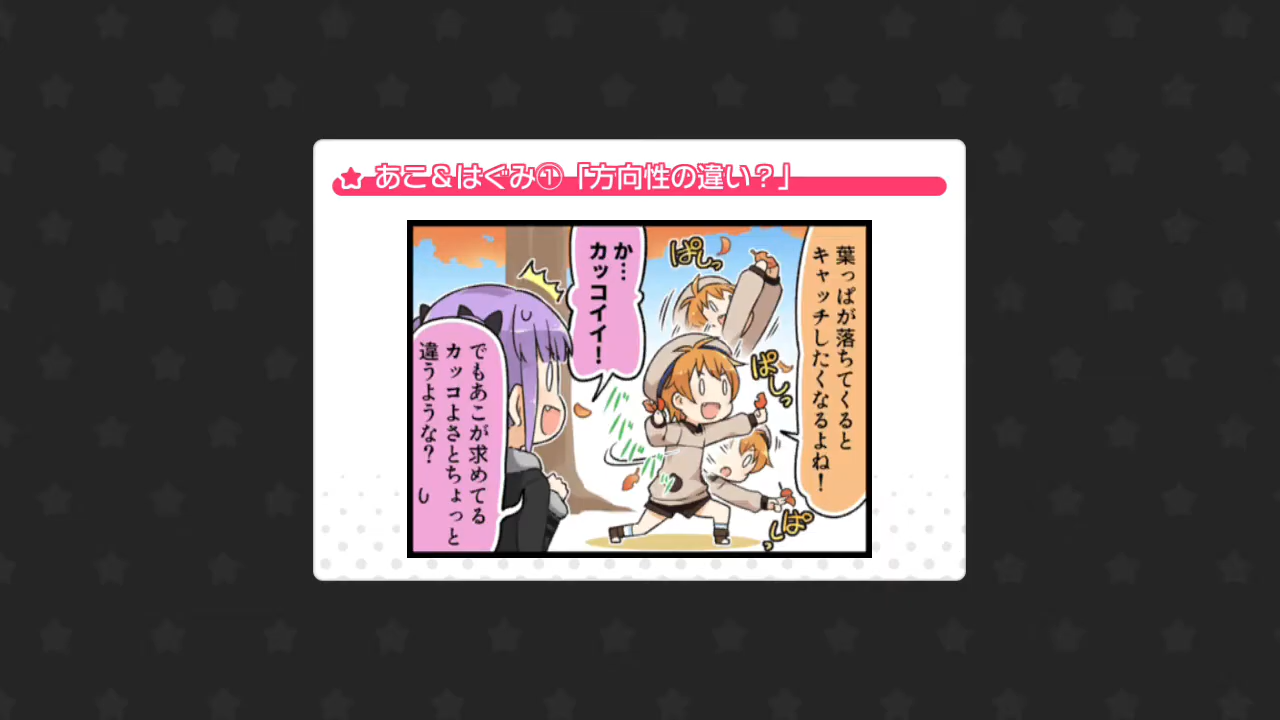 あこ&はぐみ①「方向性の違い？」
葉っぱが落ちてくると
キャッチしたくなるよね！
ぱしっ
ぱしっ
ぱしっ
か…
カッコイイ！
でもあこが求めてる
カッコよさとちょっと
違うような？